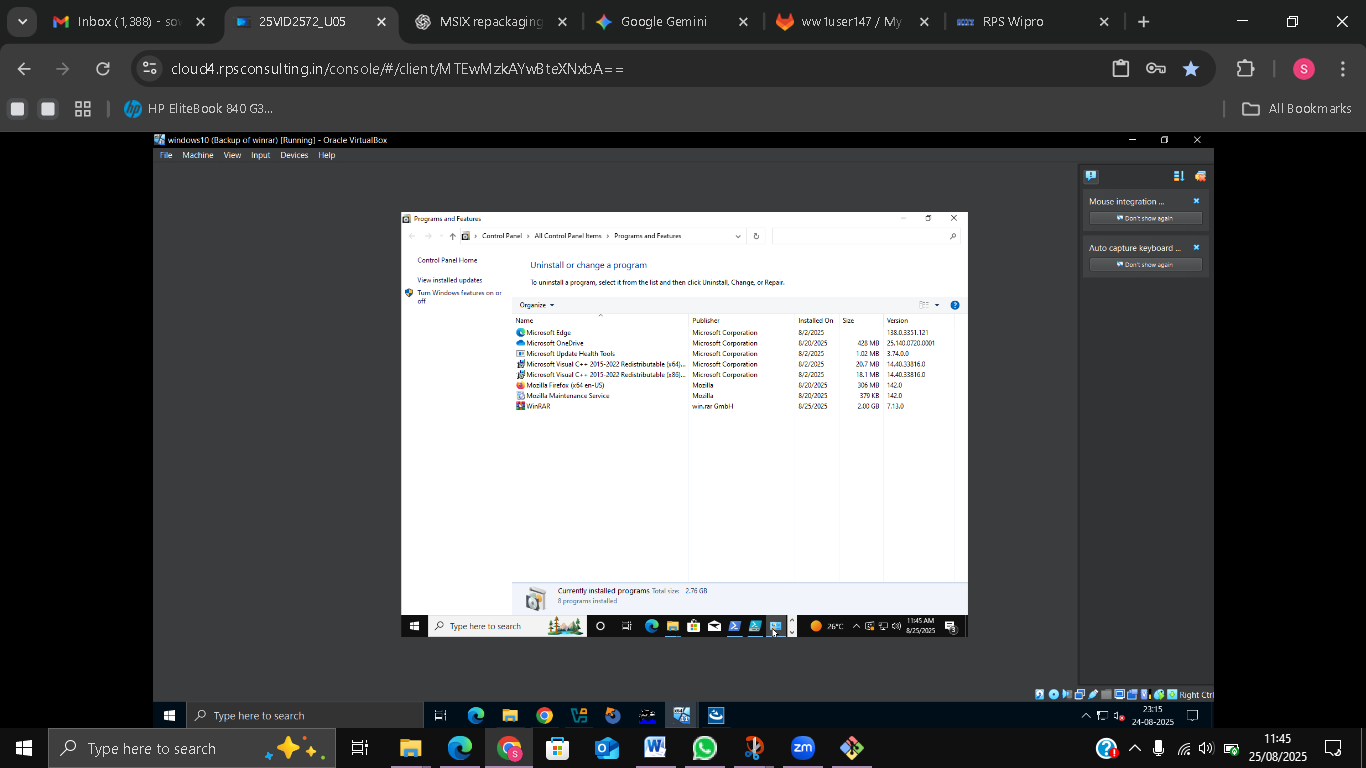 Inbox (1,388) - sov
25VID2572_U05
MSIX repackaging
Google Gemini
ww1user147 / My
RPS Wipro
cloud4.rpsconsulting.in/console/#/client/MTEwMzkAYwBteXNxbA==
S
HP EliteBook 840 G3...
All Bookmarks
windows10 (Backup of winrar) [Running] - Oracle VirtualBox
File Machine View Input Devices Help
Mouse integration ...
Don't show again
Auto capture keyboard ...
Don't show again
Programs and Features
Control Panel > All Control Panel Items > Programs and Features
Control Panel Home
View installed updates
Turn Windows features on or
off
Uninstall or change a program
To uninstall a program, select it from the list and then click Uninstall, Change, or Repair.
Organize
Name Publisher Installed On Size Version
Microsoft Edge Microsoft Corporation 8/2/2025 138.0.3351.121
Microsoft OneDrive Microsoft Corporation 8/20/2025 428 MB 25.140.0720.0001
Microsoft Update Health Tools Microsoft Corporation 8/2/2025 1.02 MB 3.74.0.0
Microsoft Visual C++ 2015-2022 Redistributable (x64)... Microsoft Corporation 8/2/2025 20.7 MB 14.40.33816.0
Microsoft Visual C++ 2015-2022 Redistributable (x86)... Microsoft Corporation 8/2/2025 18.1 MB 14.40.33816.0
Mozilla Firefox (x64 en-US) Mozilla 8/20/2025 306 MB 142.0
Mozilla Maintenance Service Mozilla 8/20/2025 379 KB 142.0
WinRAR win.rar GmbH 8/25/2025 2.00 GB 7.13.0
Currently installed programs Total size: 2.76 GB
8 programs installed
Type here to search
26°C
11:45 AM
8/25/2025
3
Right Ctrl
Type here to search
23:15
24-08-2025
Type here to search
zm
11:45
25/08/2025